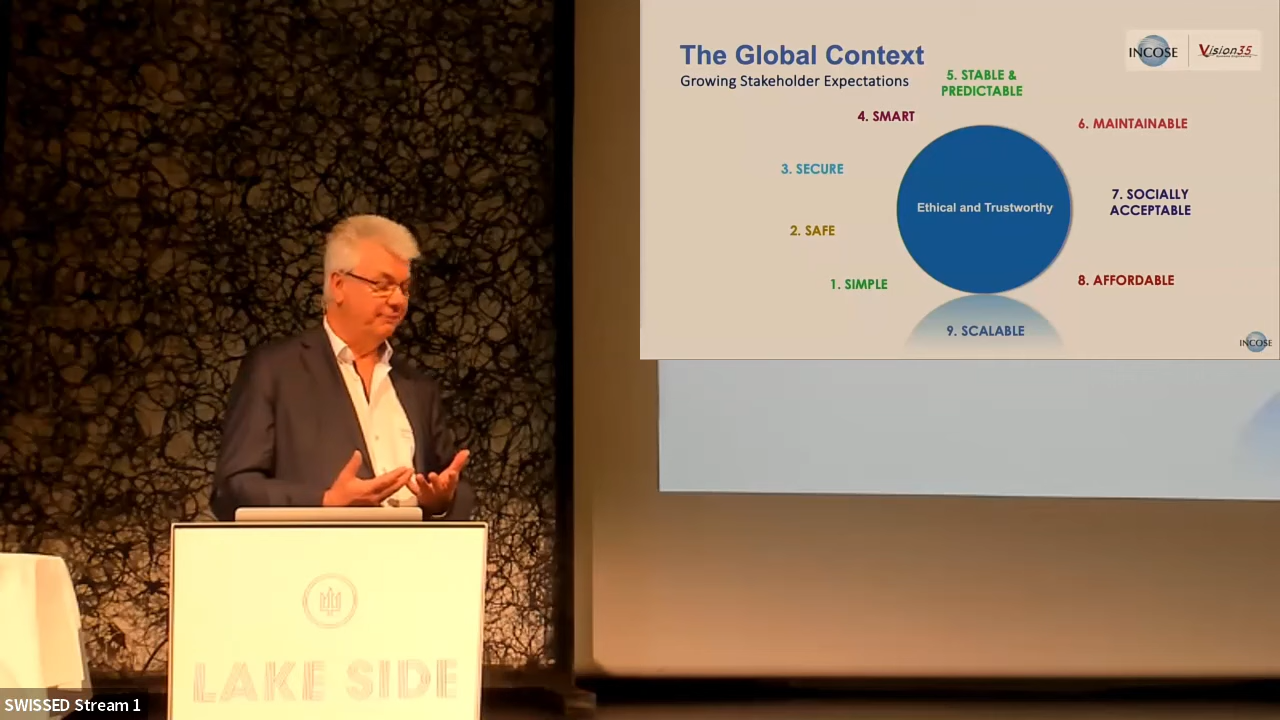 The Global Context
Growing Stakeholder Expectations
INCOSE
Vision35
5. STABLE &
PREDICTABLE
4. SMART
6. MAINTAINABLE
3. SECURE
7. SOCIALLY
ACCEPTABLE
Ethical and Trustworthy
2. SAFE
1. SIMPLE
8. AFFORDABLE
9. SCALABLE
INCOSE
LAKE SIDE
SWISSED Stream 1